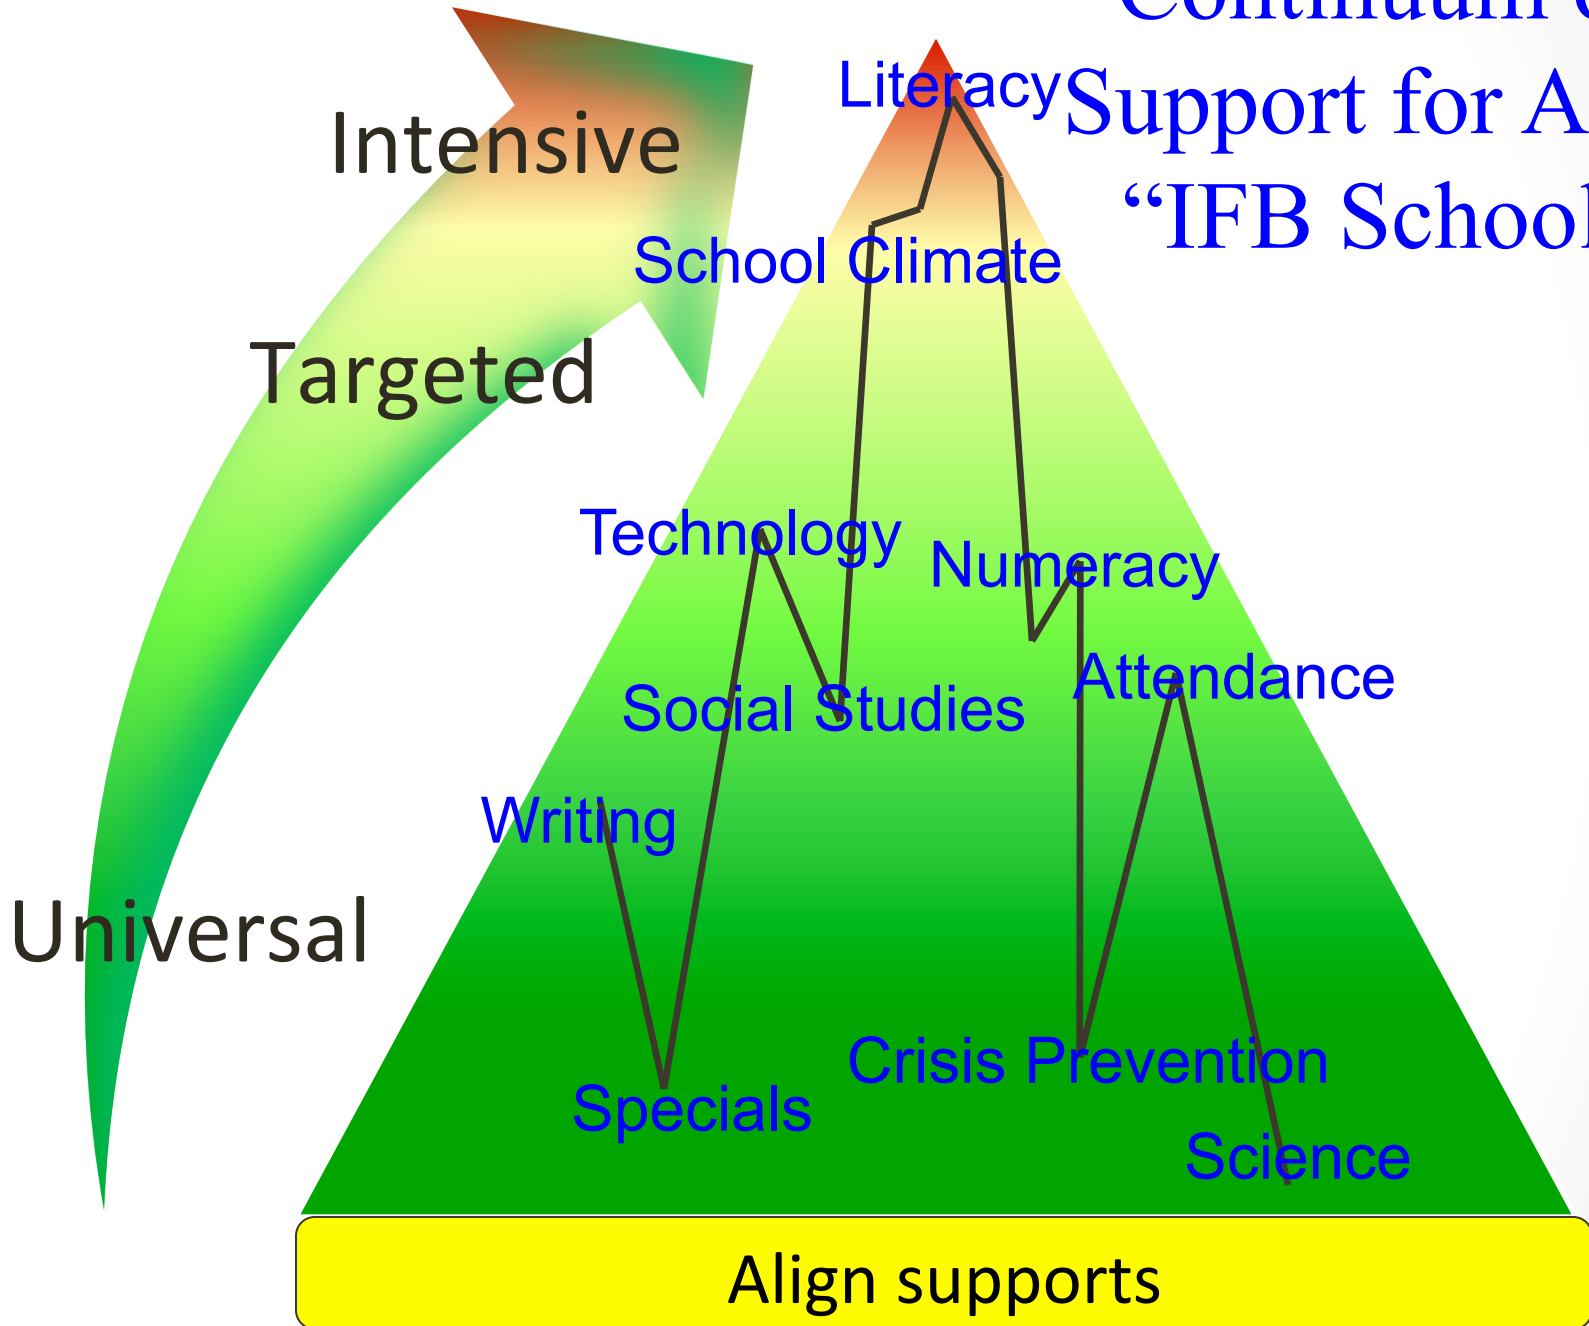 Continuum
Support for A
“IFB School
Literacy
Intensive
School Climate
Targeted
Technology
Numeracy
Attendance
Social Studies
Writing
Universal
Crisis Prevention
Specials
Science
Align supports